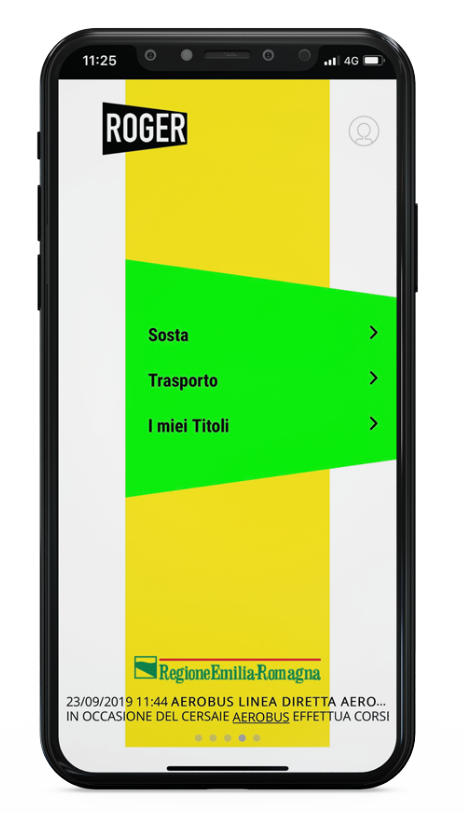 11:25 4G
ROGER
Sosta
Trasporto
I miei Titoli
RegioneEmilia-Romagna
23/09/2019 11:44 AEROBUS LINEA DIRETTA AERO...
IN OCCASIONE DEL CERSAIE AEROBUS EFFETTUA CORSE